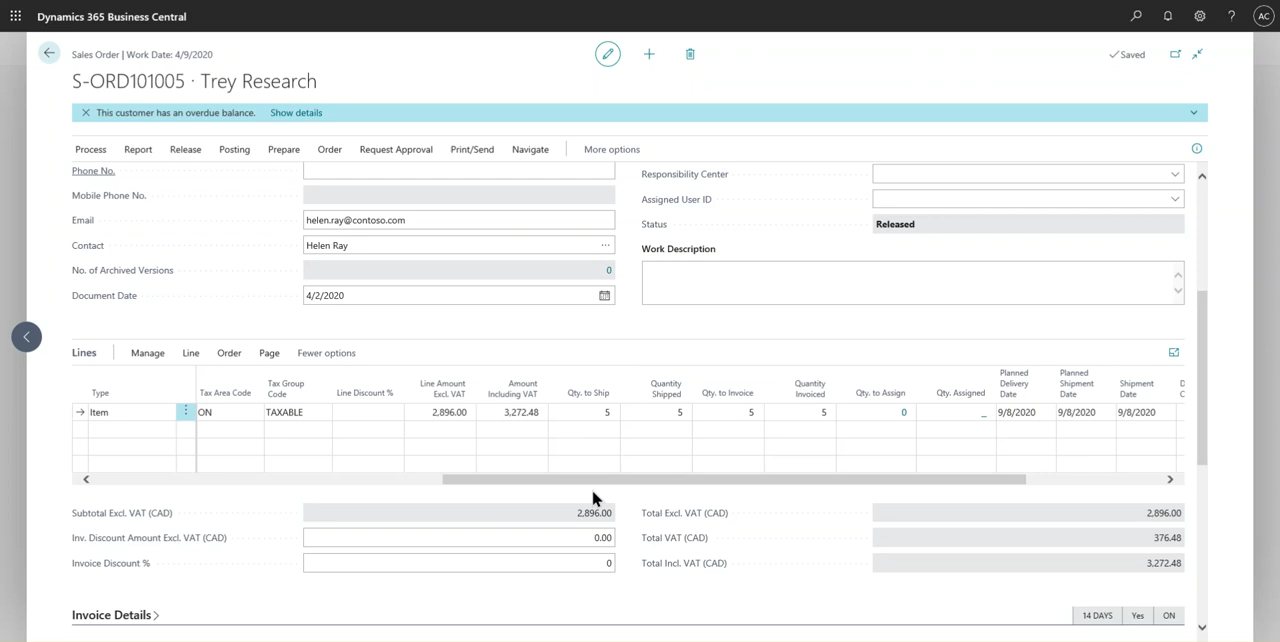 Dynamics 365 Business Central
AC
Sales Order | Work Date: 4/9/2020
Saved
S-ORD101005 · Trey Research
This customer has an overdue balance. Show details
Process Report Release Posting Prepare Order Request Approval Print/Send Navigate More options
Phone No.
Responsibility Center
Mobile Phone No.
Assigned User ID
Email helen.ray@contoso.com
Status Released
Contact Helen Ray ...
Work Description
No. of Archived Versions 0
Document Date 4/2/2020
Lines Manage Line Order Page Fewer options
Type Tax Area Code Tax Group Code Line Discount % Line Amount Excl. VAT Amount Including VAT Qty. to Ship Quantity Shipped Qty. to Invoice Quantity Invoiced Qty. to Assign Qty. Assigned Planned Delivery Date Planned Shipment Date Shipment Date
Item ON TAXABLE 2,896.00 3,272.48 5 5 5 5 0 _ 9/8/2020 9/8/2020 9/8/2020
Subtotal Excl. VAT (CAD) 2,896.00 Total Excl. VAT (CAD) 2,896.00
Inv. Discount Amount Excl. VAT (CAD) 0.00 Total VAT (CAD) 376.48
Invoice Discount % 0 Total Incl. VAT (CAD) 3,272.48
Invoice Details 14 DAYS Yes ON